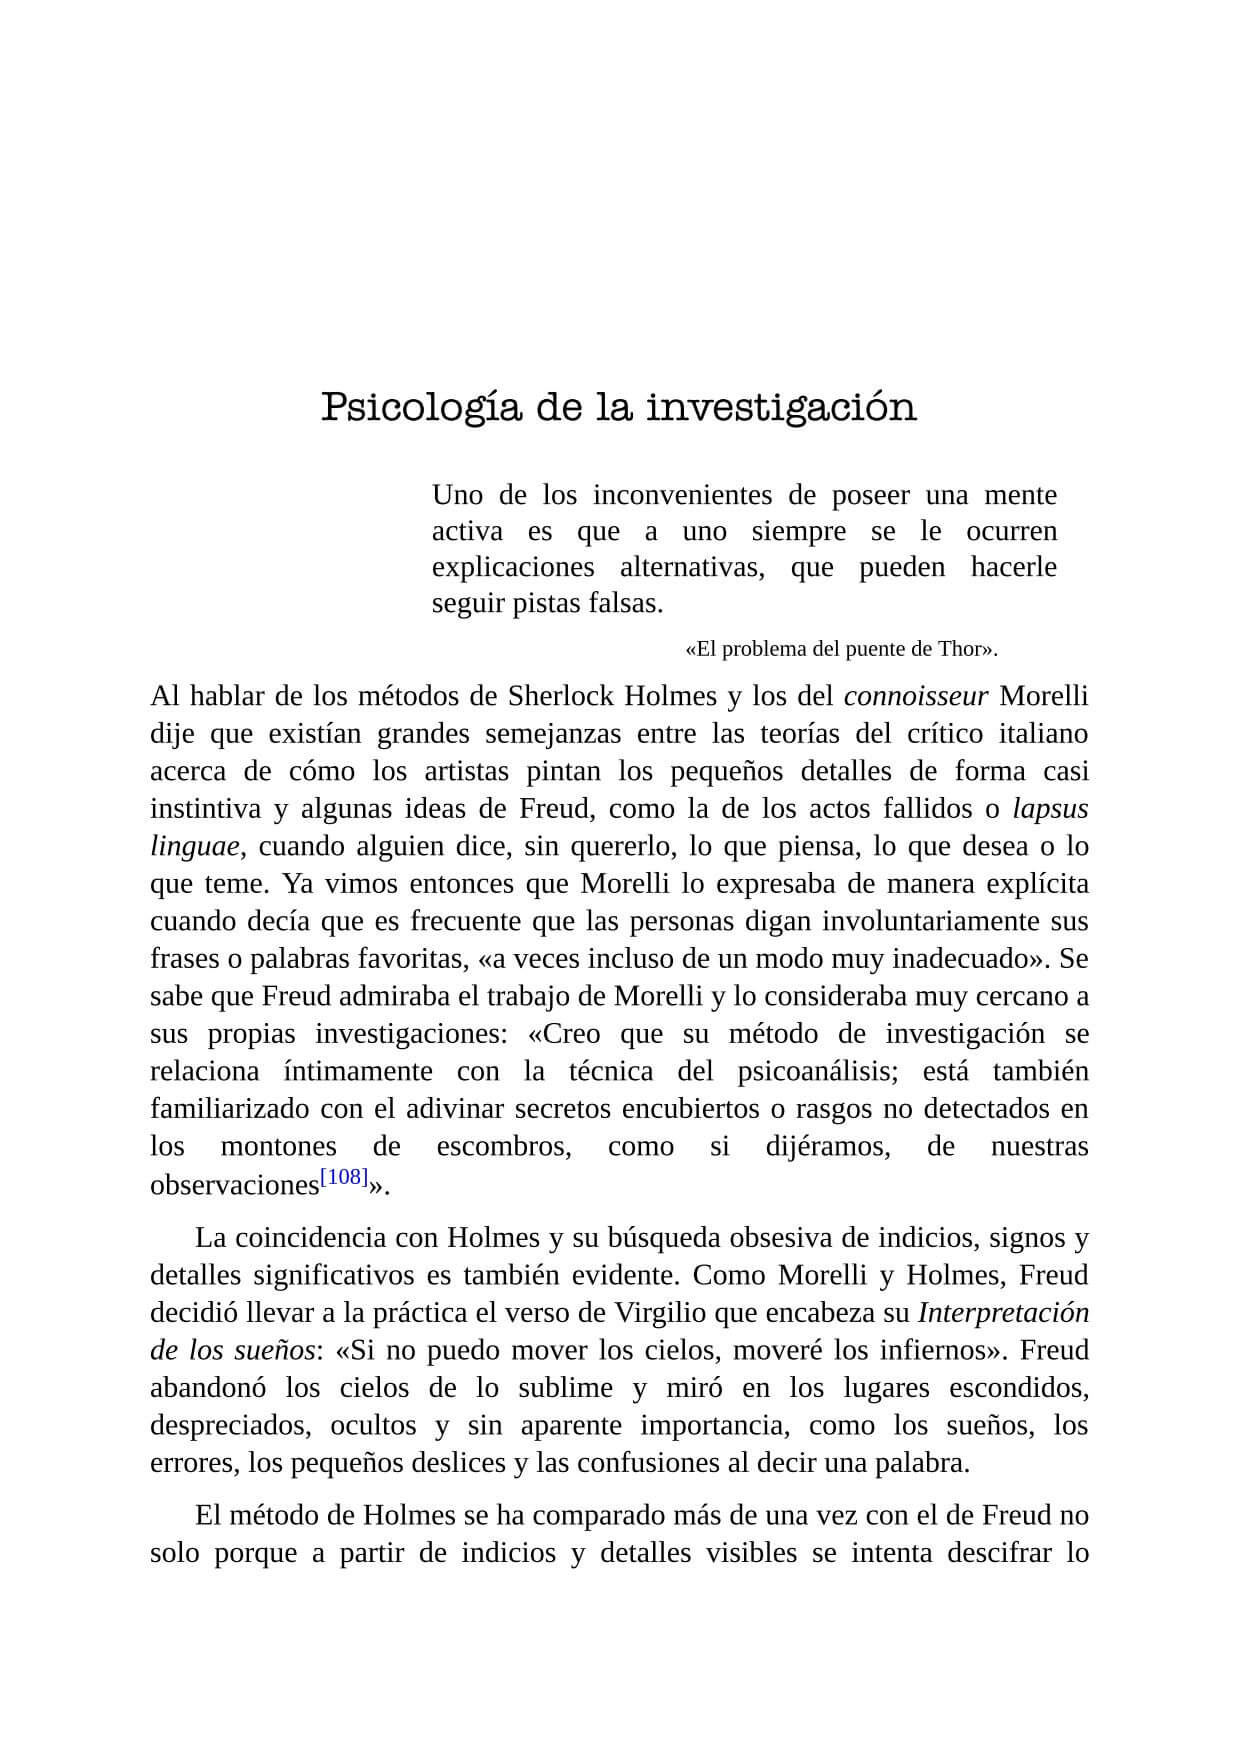 Psicología de la investigación
Uno de los inconvenientes de poseer una mente
activa es que a uno siempre se le ocurren
explicaciones alternativas, que pueden hacerle
seguir pistas falsas.
«El problema del puente de Thor».
Al hablar de los métodos de Sherlock Holmes y los del connoisseur Morelli
dije que existían grandes semejanzas entre las teorías del crítico italiano
acerca de cómo los artistas pintan los pequeños detalles de forma casi
instintiva y algunas ideas de Freud, como la de los actos fallidos o lapsus
linguae, cuando alguien dice, sin quererlo, lo que piensa, lo que desea o lo
que teme. Ya vimos entonces que Morelli lo expresaba de manera explícita
cuando decía que es frecuente que las personas digan involuntariamente sus
frases o palabras favoritas, «a veces incluso de un modo muy inadecuado». Se
sabe que Freud admiraba el trabajo de Morelli y lo consideraba muy cercano a
sus propias investigaciones: «Creo que su método de investigación se
relaciona íntimamente con la técnica del psicoanálisis; está también
familiarizado con el adivinar secretos encubiertos o rasgos no detectados en
los montones de escombros, como si dijéramos, de nuestras
observaciones[108]».
La coincidencia con Holmes y su búsqueda obsesiva de indicios, signos y
detalles significativos es también evidente. Como Morelli y Holmes, Freud
decidió llevar a la práctica el verso de Virgilio que encabeza su Interpretación
de los sueños: «Si no puedo mover los cielos, moveré los infiernos». Freud
abandonó los cielos de lo sublime y miró en los lugares escondidos,
despreciados, ocultos y sin aparente importancia, como los sueños, los
errores, los pequeños deslices y las confusiones al decir una palabra.
El método de Holmes se ha comparado más de una vez con el de Freud no
solo porque a partir de indicios y detalles visibles se intenta descifrar lo